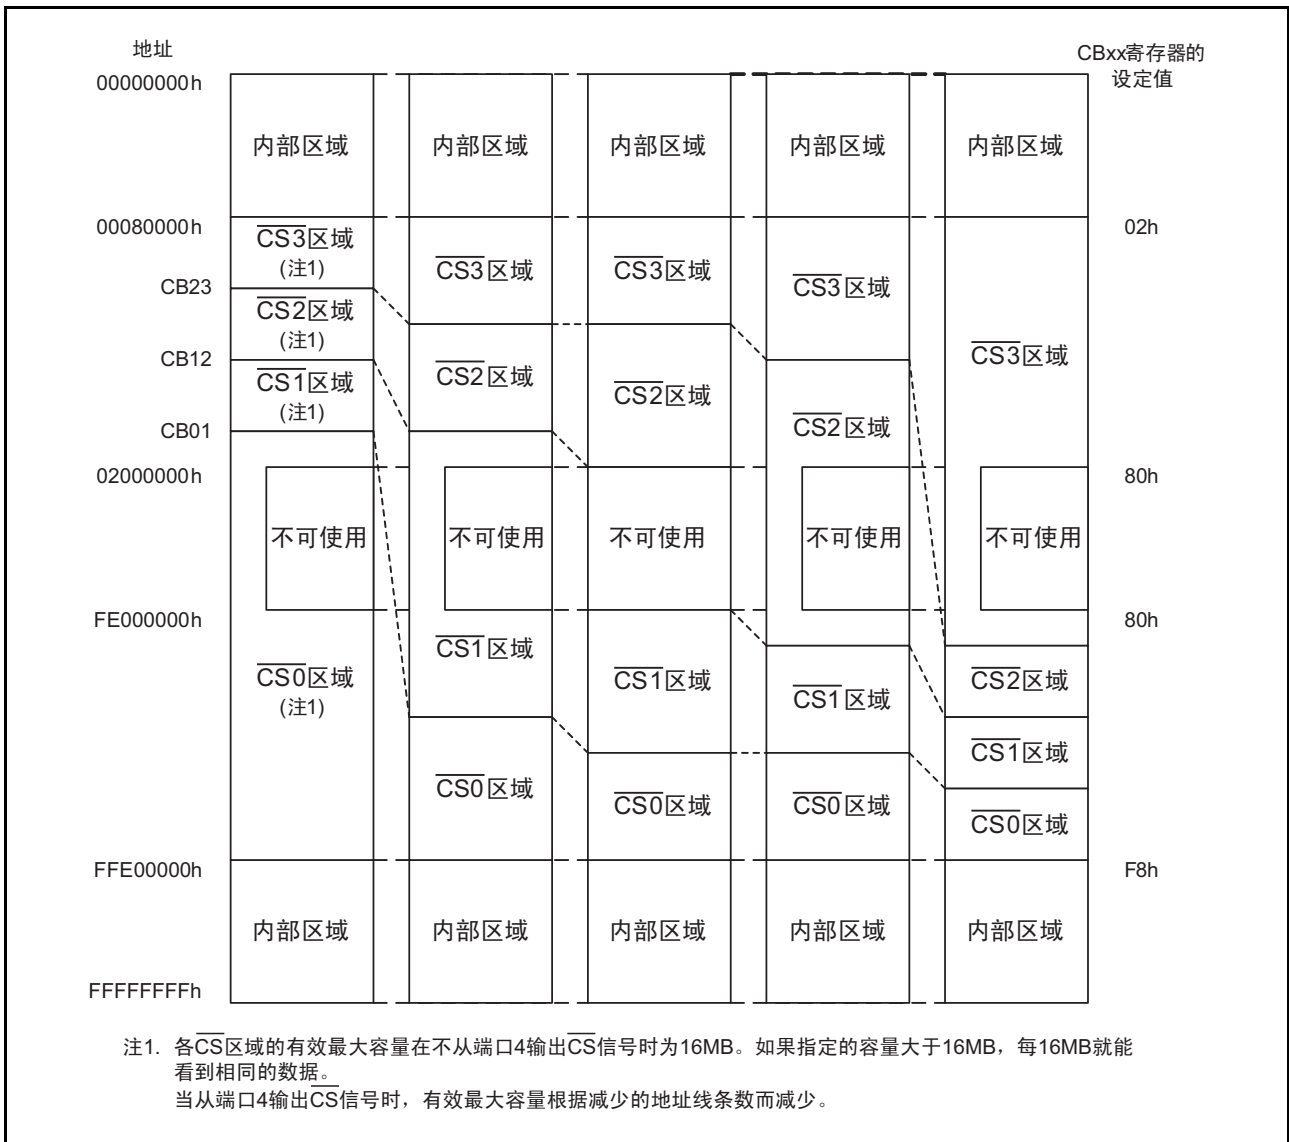 地址
CBxx寄存器的
设定值
00000000h
内部区域 内部区域 内部区域 内部区域 内部区域
00080000h
02h
CS3区域
(注1)
CS3区域
CS3区域
CS3区域
CS3区域
CB23
CS2区域
(注1)
CS2区域
CS2区域
CS2区域
CB12
CS1区域
(注1)
CB01
02000000h
80h
不可使用 不可使用 不可使用 不可使用 不可使用
FE000000h
80h
CS0区域
(注1)
CS1区域
CS1区域
CS1区域
CS2区域
CS1区域
CS0区域
CS0区域
CS0区域
CS0区域
FFE00000h
F8h
内部区域 内部区域 内部区域 内部区域 内部区域
FFFFFFFFh
注1. 各CS区域的有效最大容量在不从端口4输出CS信号时为16MB。如果指定的容量大于16MB，每16MB就能
看到相同的数据。
当从端口4输出CS信号时，有效最大容量根据减少的地址线条数而减少。